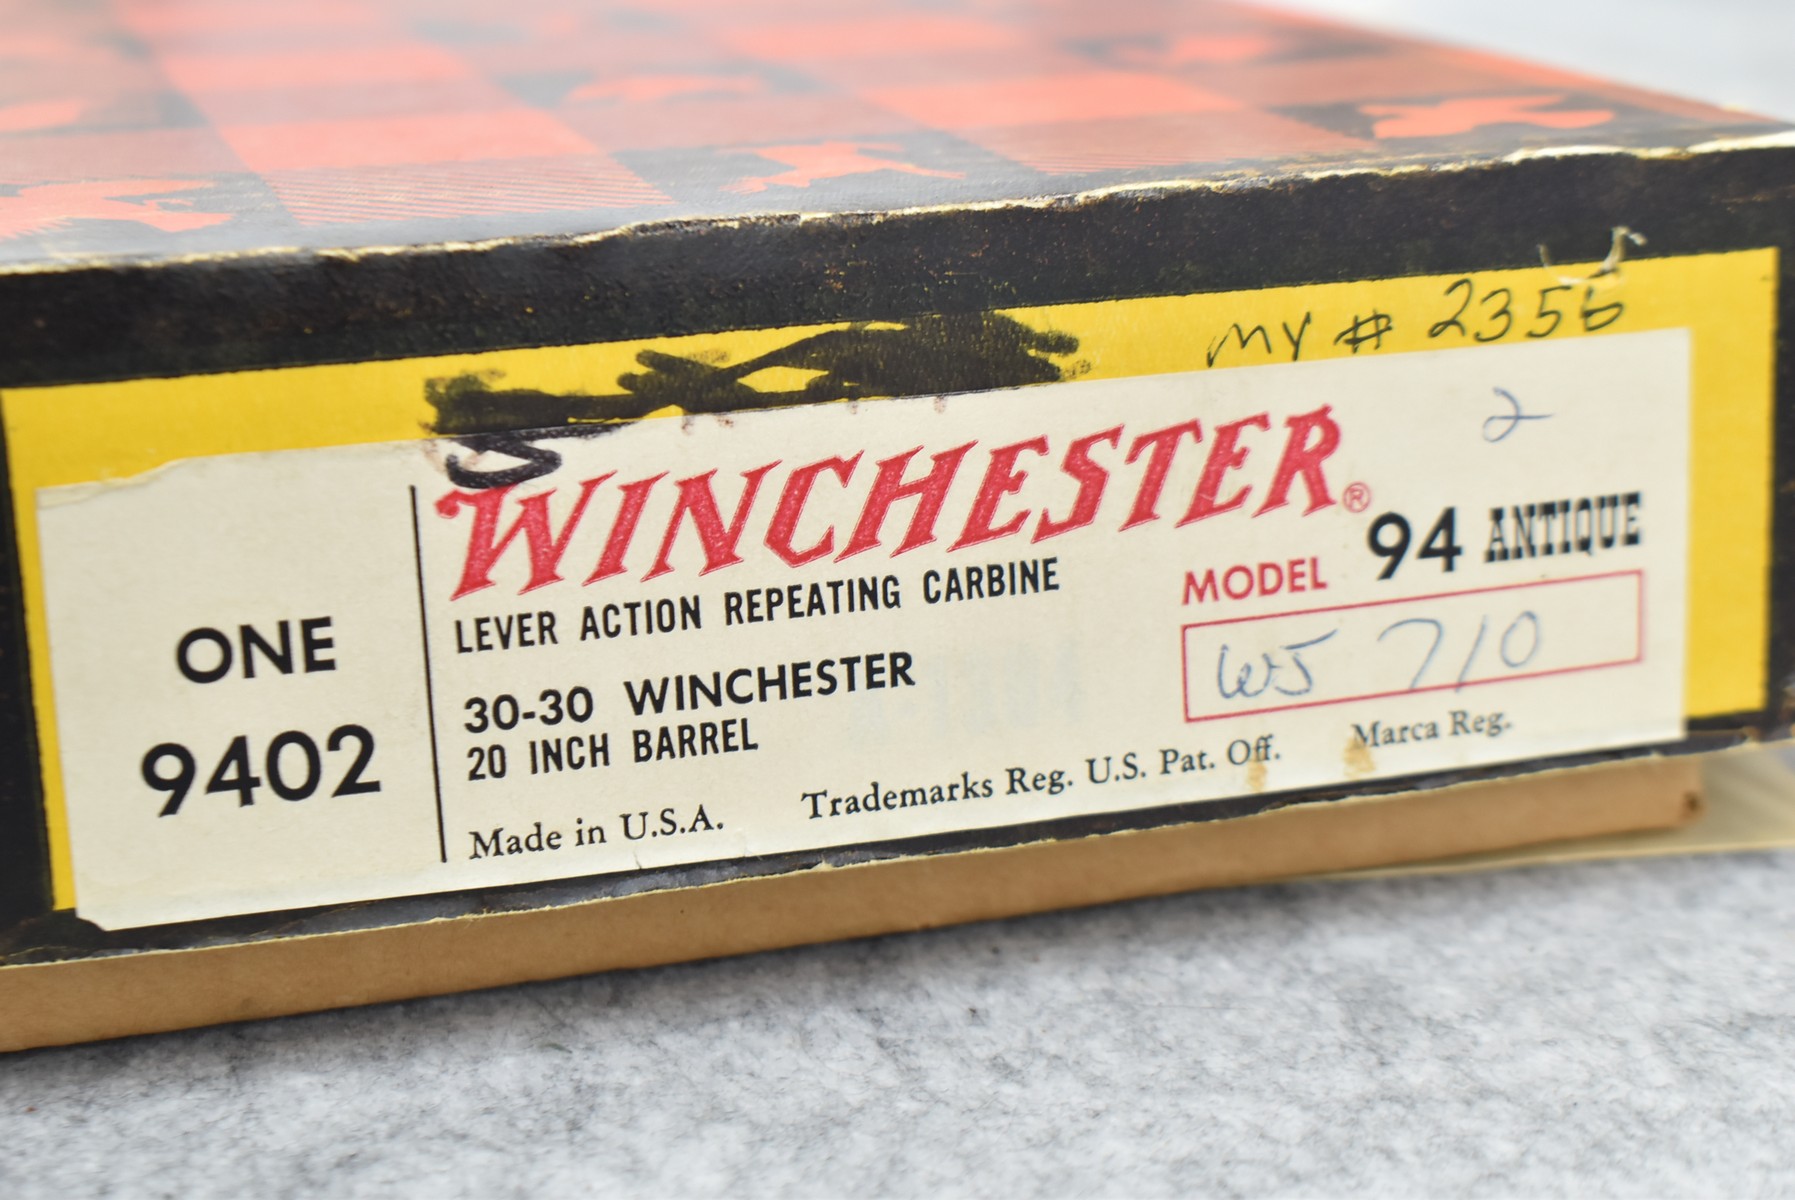 MY # 2356
2
ONE
9402
WINCHESTER®
LEVER ACTION REPEATING CARBINE
30-30 WINCHESTER
20 INCH BARREL
MODEL 94 ANTIQUE
WJ 710
Made in U.S.A. Trademarks Reg. U.S. Pat. Off. Marca Reg.